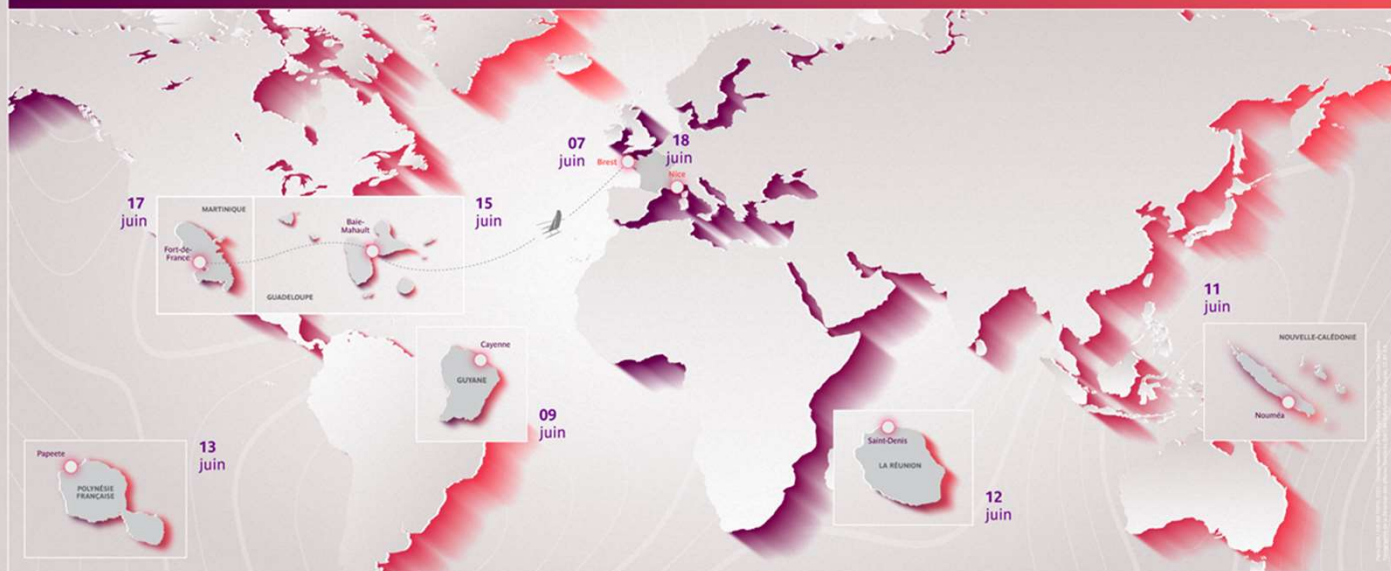 07
juin
Brest
18
juin
Nice
17
juin
MARTINIQUE
Fort-de-
France
Baie-
Mahault
GUADELOUPE
15
juin
11
juin
NOUVELLE-CALÉDONIE
Nouméa
Cayenne
GUYANE
09
juin
Saint-Denis
LA RÉUNION
12
juin
Papeete
POLYNÉSIE
FRANÇAISE
13
juin